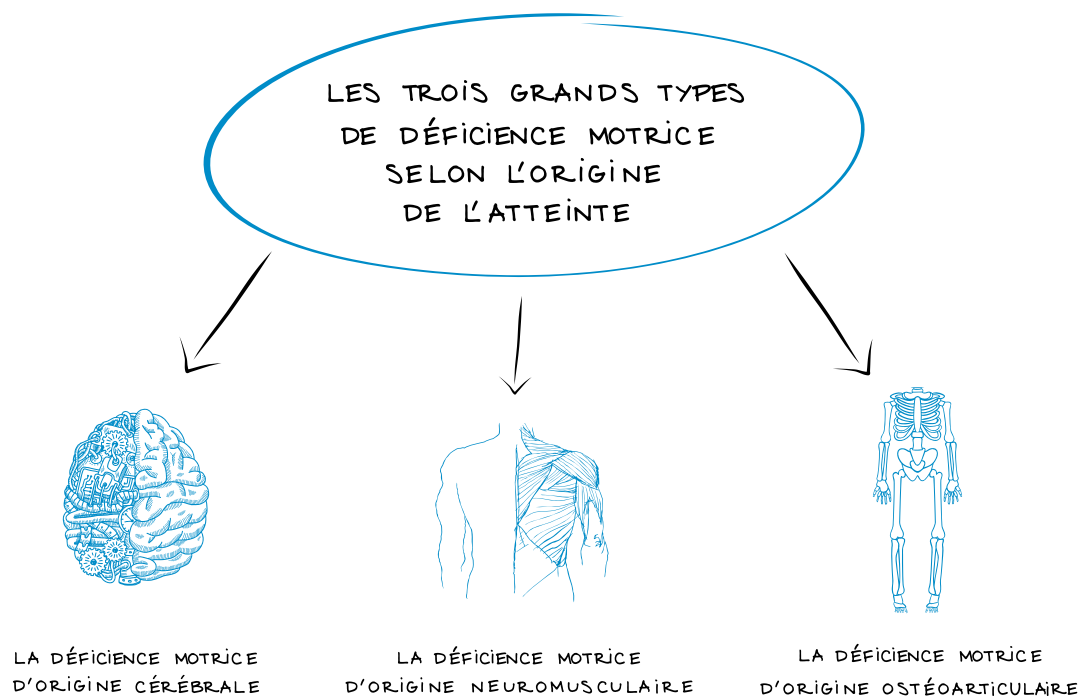 LES TROIS GRANDS TYPES
DE DÉFICIENCE MOTRICE
SELON L'ORIGINE
DE L'ATTEINTE
LA DÉFICIENCE MOTRICE
D'ORIGINE CÉRÉBRALE
LA DÉFICIENCE MOTRICE
D'ORIGINE NEUROMUSCULAIRE
LA DÉFICIENCE MOTRICE
D'ORIGINE OSTÉOARTICULAIRE